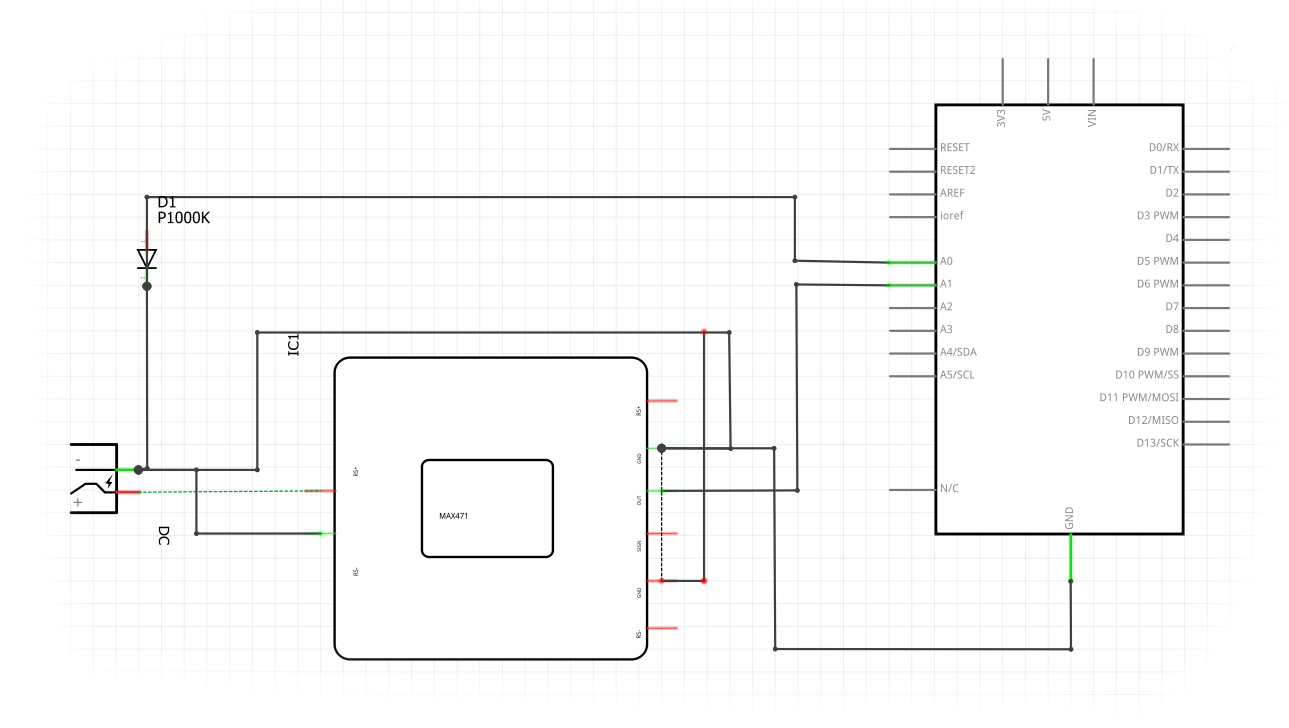 3V3
5V
VIN
RESET
D0/RX
RESET2
D1/TX
AREF
D2
ioref
D3 PWM
D4
A0
D5 PWM
A1
D6 PWM
A2
D7
A3
D8
A4/SDA
D9 PWM
A5/SCL
D10 PWM/SS
D11 PWM/MOSI
D12/MISO
D13/SCK
N/C
GND
D1
P1000K
IC1
-
+
DC
RS+
RS-
MAX471
RS+
GND
OUT
SIGN
GND
RS-